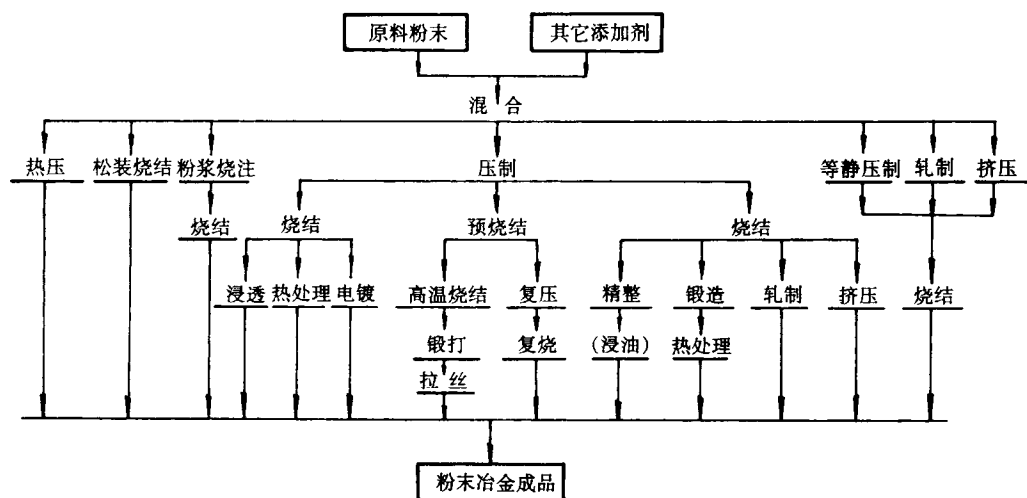 原料粉末 其它添加剂
混合
热压 松装烧结 粉浆烧注 压制 等静压制 轧制 挤压
烧结 烧结 预烧结 烧结
浸透 热处理 电镀 高温烧结 复压 精整 锻造 轧制 挤压 烧结
锻打 复烧 (浸油) 热处理
拉丝
粉末冶金成品